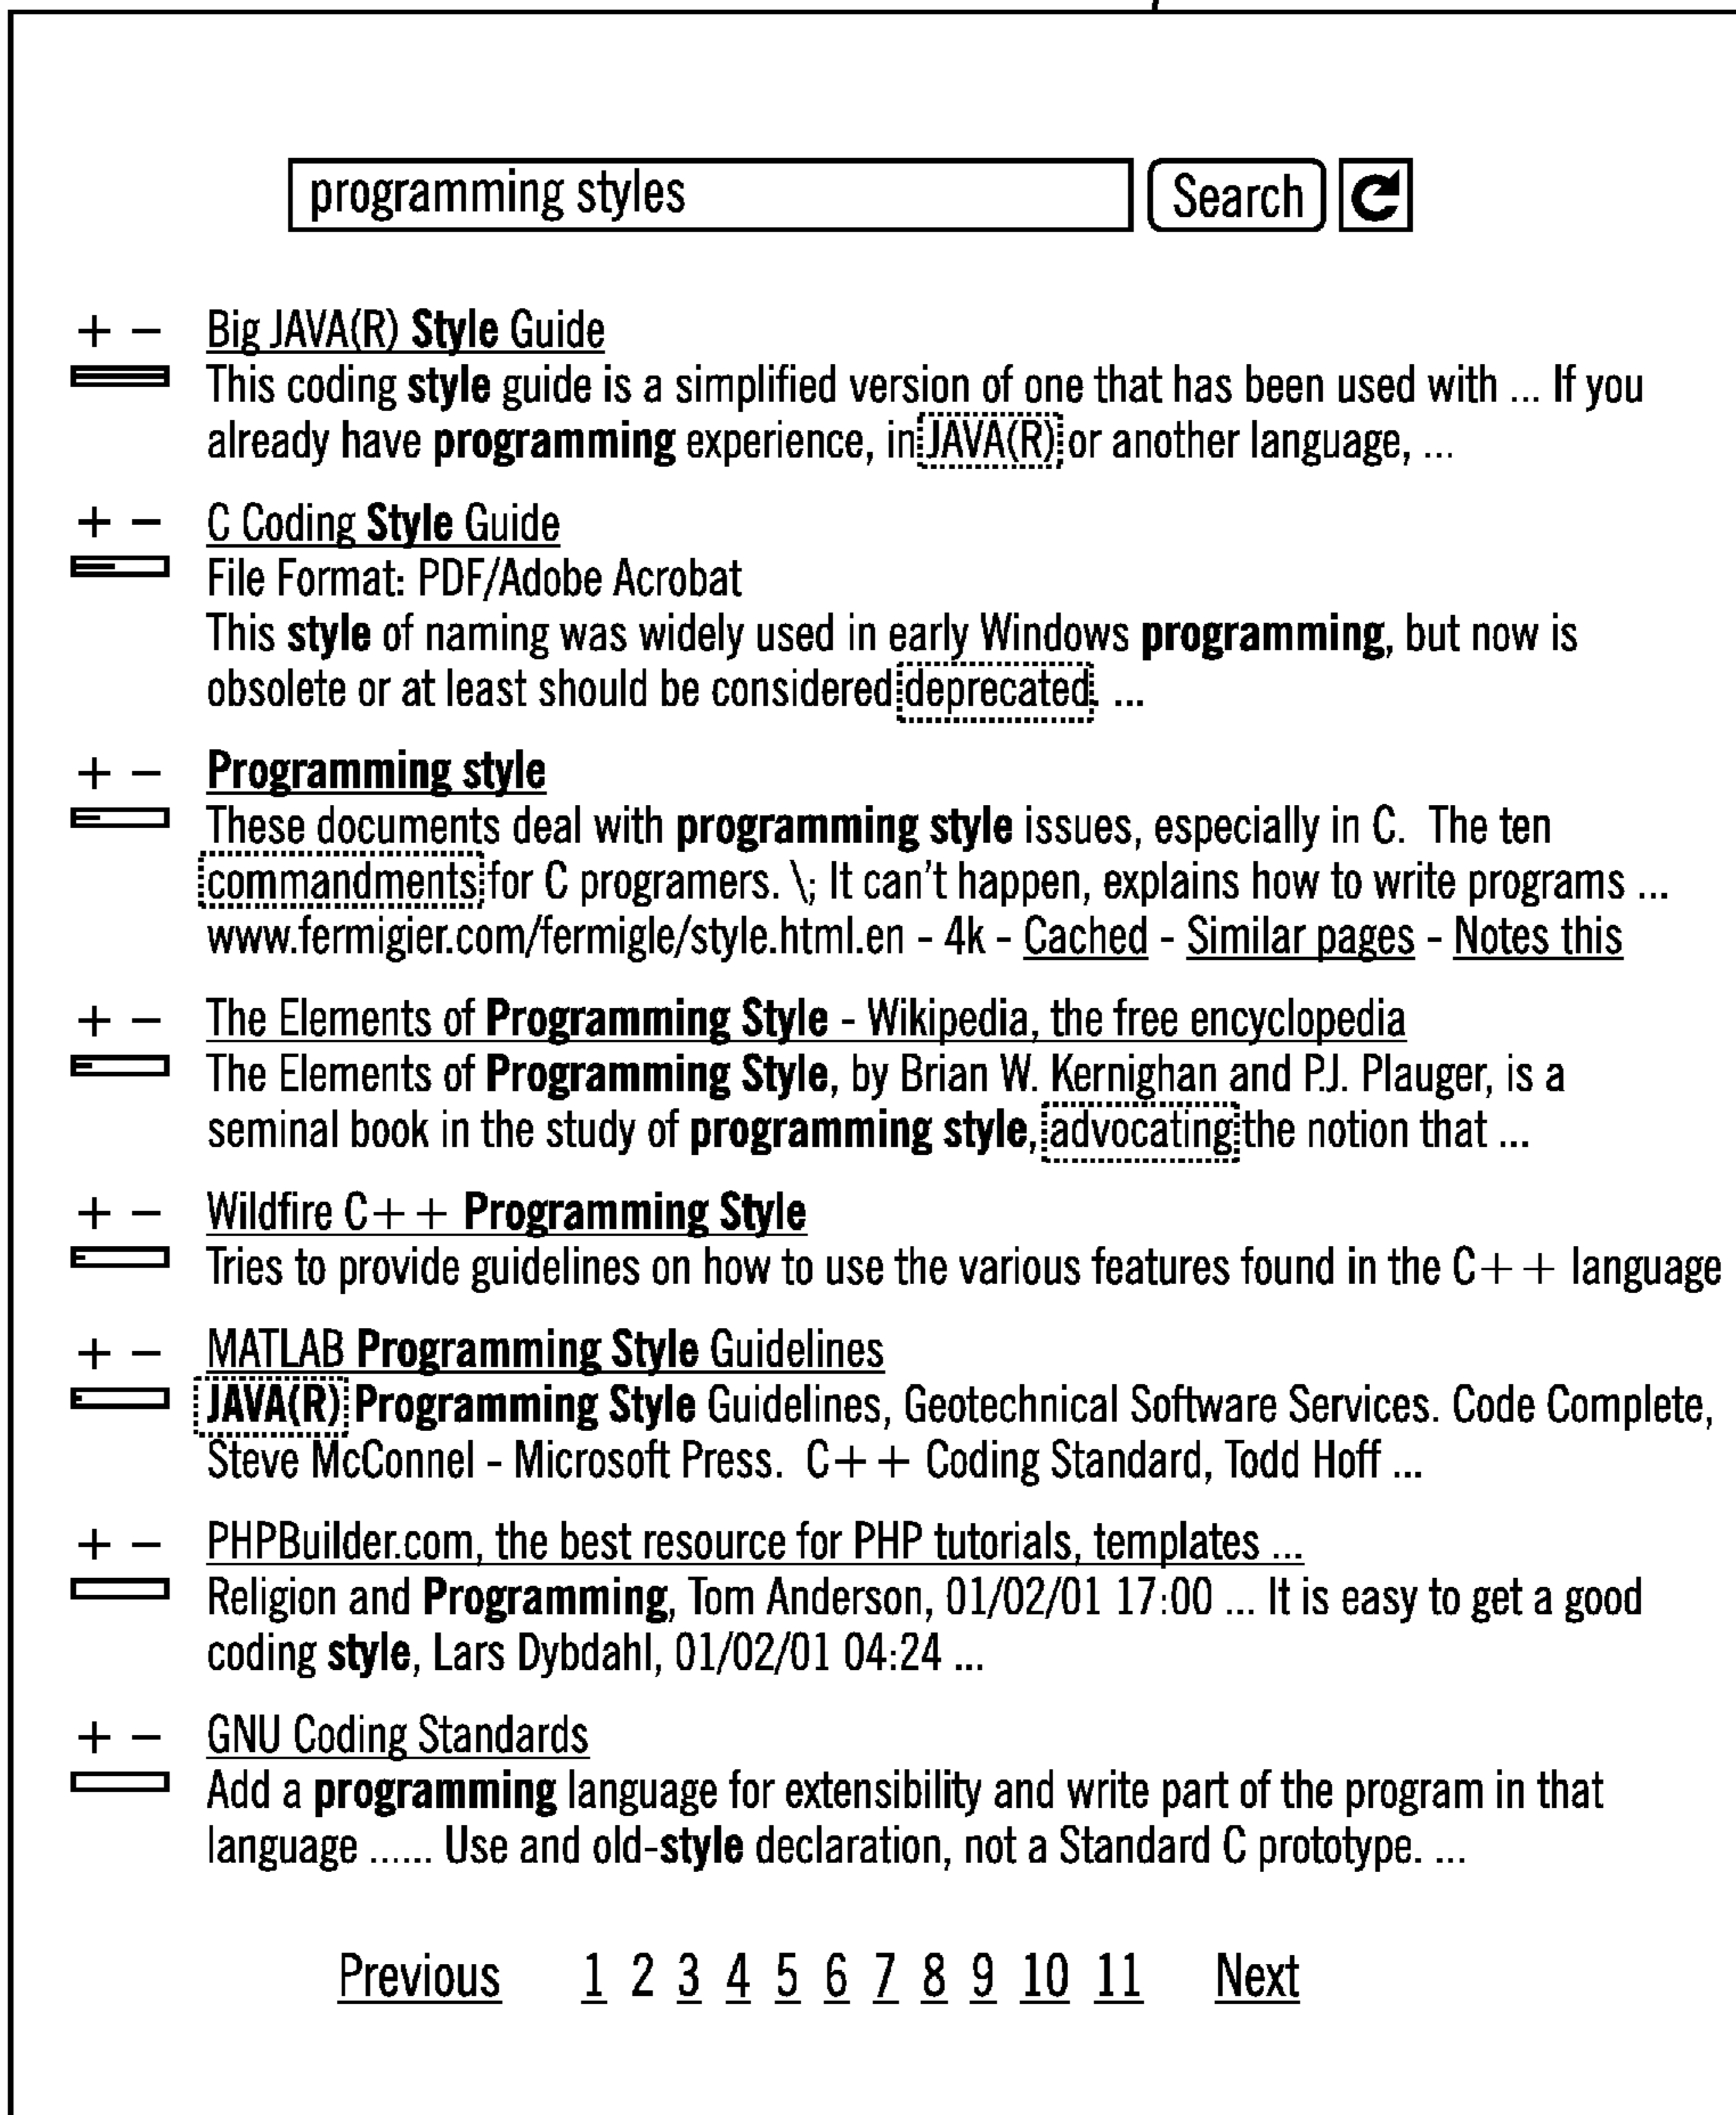 programming styles Search
+ - Big JAVA(R) Style Guide
This coding style guide is a simplified version of one that has been used with ... If you
already have programming experience, in JAVA(R) or another language, ...
+ - C Coding Style Guide
File Format: PDF/Adobe Acrobat
This style of naming was widely used in early Windows programming, but now is
obsolete or at least should be considered deprecated. ...
+ - Programming style
These documents deal with programming style issues, especially in C. The ten
commandments for C programers. \; It can't happen, explains how to write programs ...
www.fermigier.com/fermigle/style.html.en - 4k - Cached - Similar pages - Notes this
+ - The Elements of Programming Style - Wikipedia, the free encyclopedia
The Elements of Programming Style, by Brian W. Kernighan and P.J. Plauger, is a
seminal book in the study of programming style, advocating the notion that ...
+ - Wildfire C++ Programming Style
Tries to provide guidelines on how to use the various features found in the C++ language
+ - MATLAB Programming Style Guidelines
JAVA(R) Programming Style Guidelines, Geotechnical Software Services. Code Complete,
Steve McConnel - Microsoft Press. C++ Coding Standard, Todd Hoff ...
+ - PHPBuilder.com, the best resource for PHP tutorials, templates ...
Religion and Programming, Tom Anderson, 01/02/01 17:00 ... It is easy to get a good
coding style, Lars Dybdahl, 01/02/01 04:24 ...
+ - GNU Coding Standards
Add a programming language for extensibility and write part of the program in that
language ...... Use and old-style declaration, not a Standard C prototype. ...
Previous 1 2 3 4 5 6 7 8 9 10 11 Next